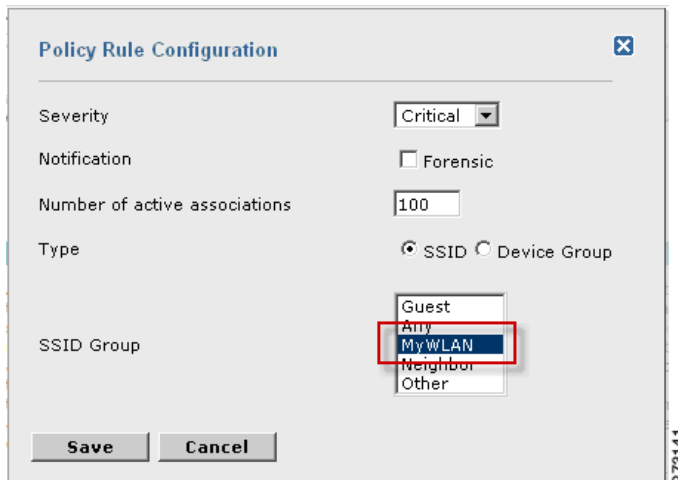 Policy Rule Configuration
Severity
Critical
Notification
Forensic
Number of active associations
100
Type
SSID
Device Group
SSID Group
Guest
Any
MyWLAN
Neighbor
Other
Save
Cancel
273141